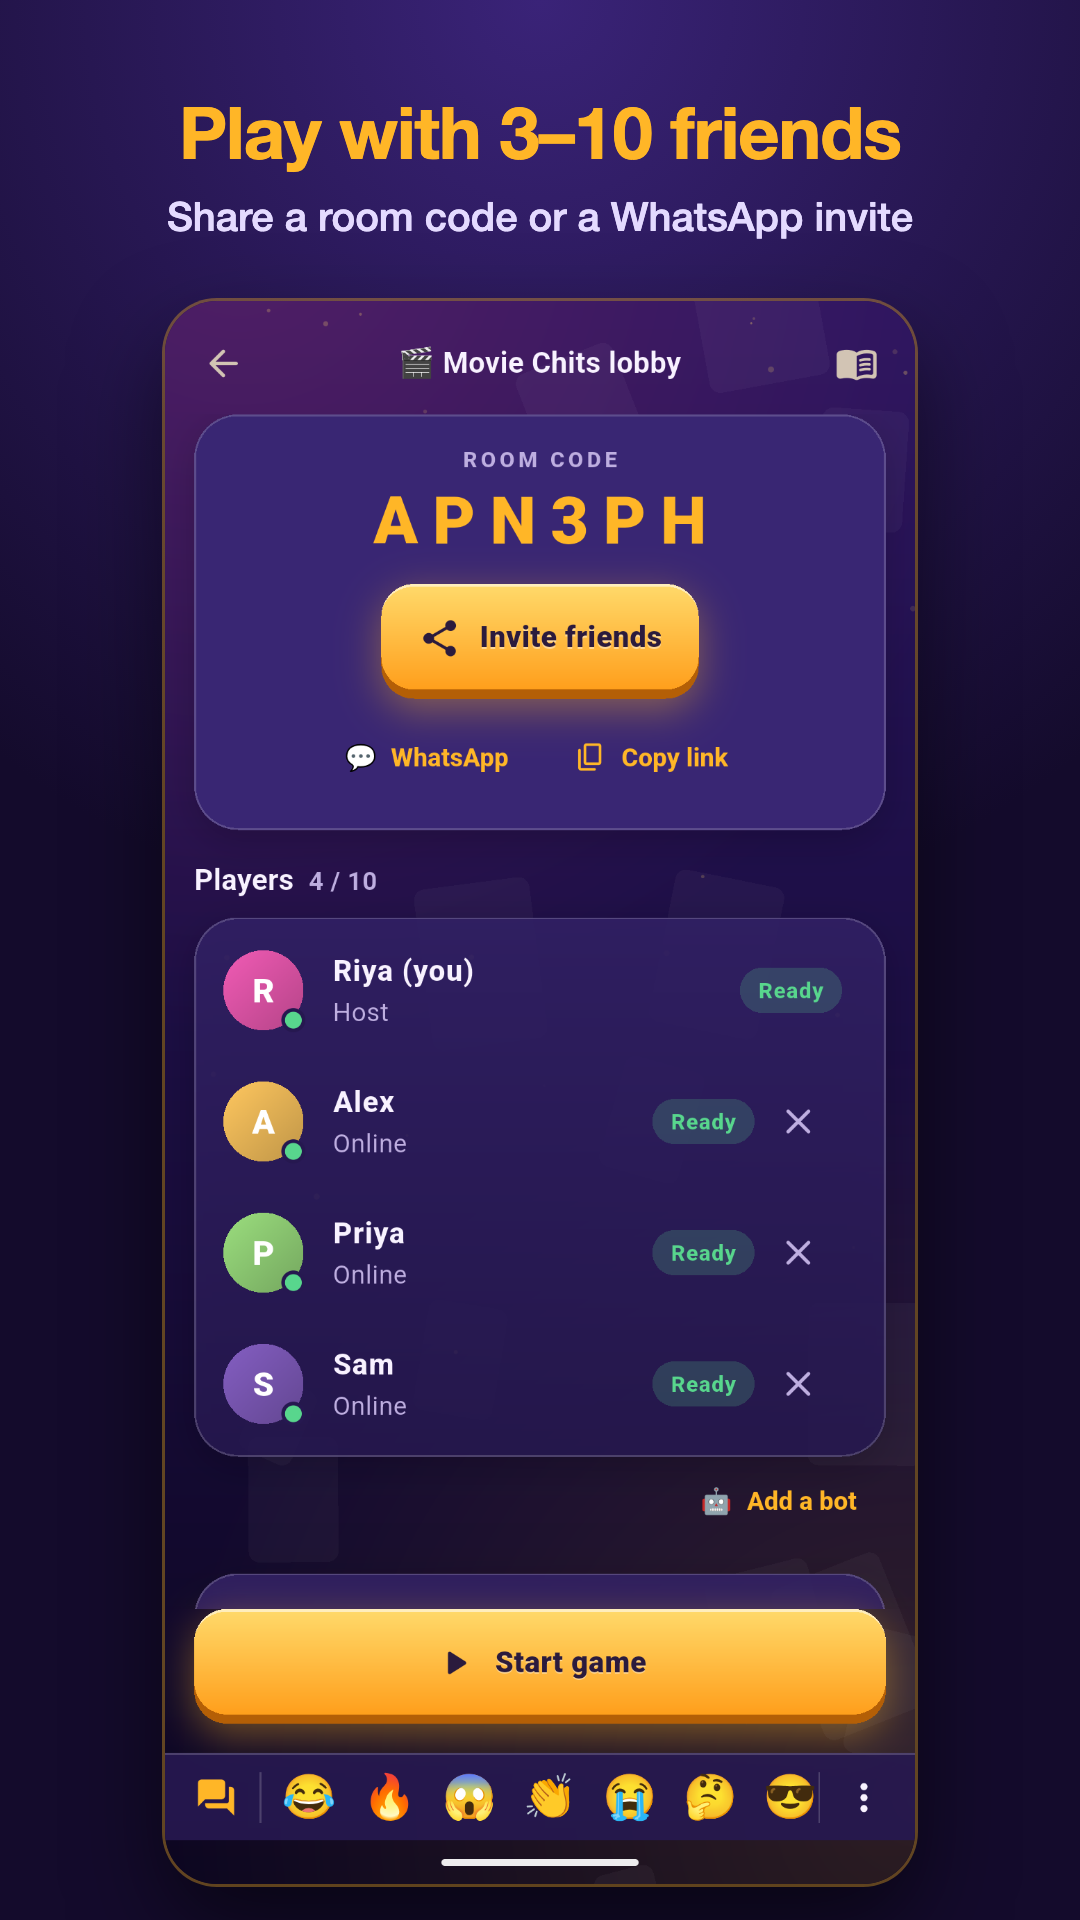 Play with 3–10 friends
Share a room code or a WhatsApp invite
🎬 Movie Chits lobby
ROOM CODE
APN3PH
Invite friends
💬 WhatsApp Copy link
Players 4 / 10
R Riya (you) Ready
Host
A Alex Ready
Online
P Priya Ready
Online
S Sam Ready
Online
🤖 Add a bot
Start game